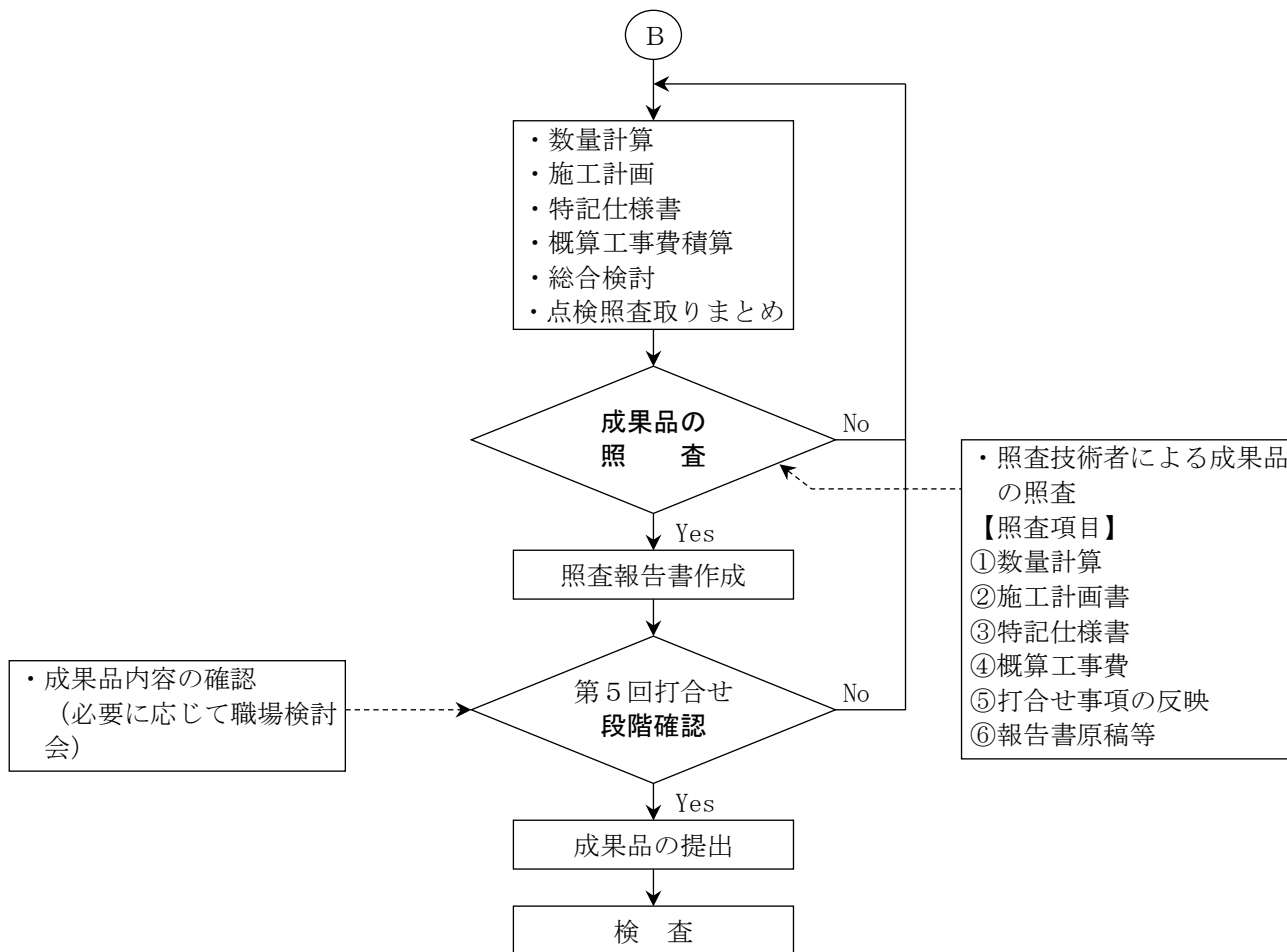 B
・数量計算
・施工計画
・特記仕様書
・概算工事費積算
・総合検討
・点検照査取りまとめ
成果品の
照　　査
No
Yes
・照査技術者による成果品
の照査
【照査項目】
①数量計算
②施工計画書
③特記仕様書
④概算工事費
⑤打合せ事項の反映
⑥報告書原稿等
照査報告書作成
・成果品内容の確認
（必要に応じて職場検討
会）
第５回打合せ
段階確認
No
Yes
成果品の提出
検　査